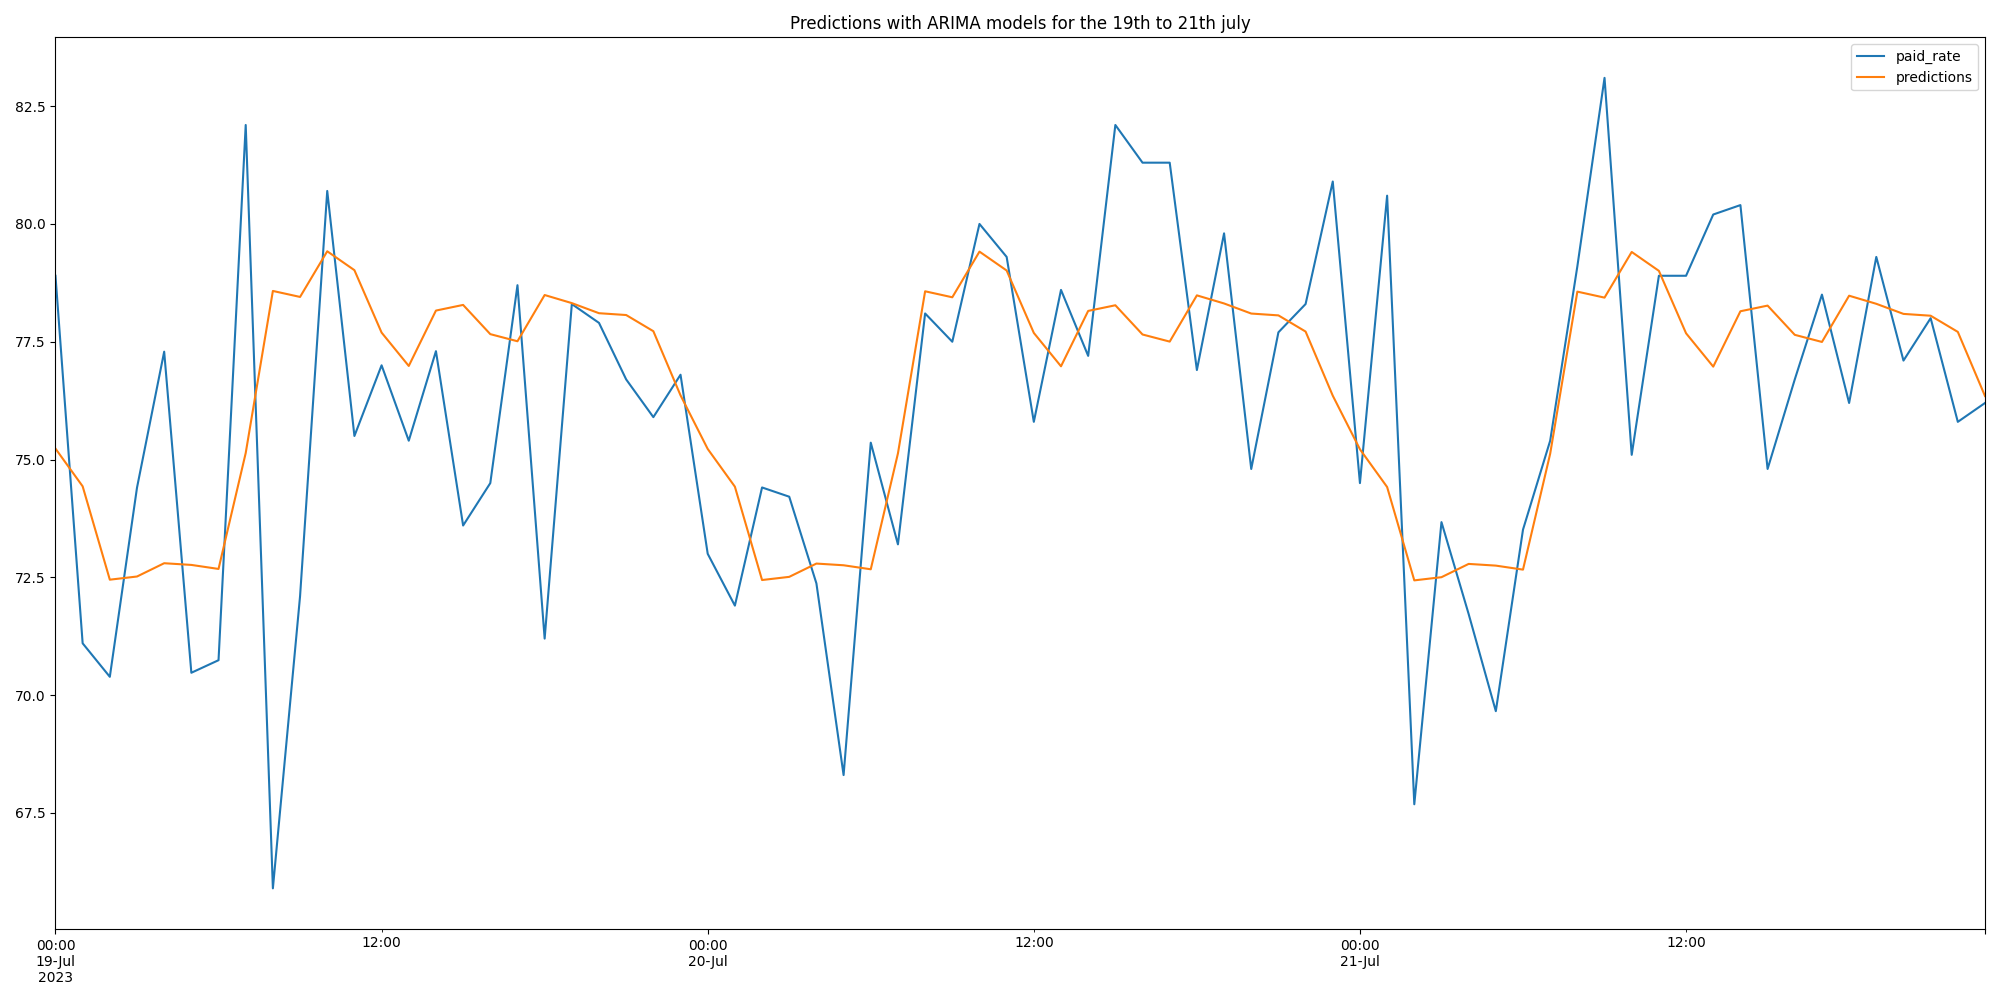 Predictions with ARIMA models for the 19th to 21th july
paid_rate
predictions
82.5
80.0
77.5
75.0
72.5
70.0
67.5
00:00
19-Jul
2023
12:00
00:00
20-Jul
12:00
00:00
21-Jul
12:00